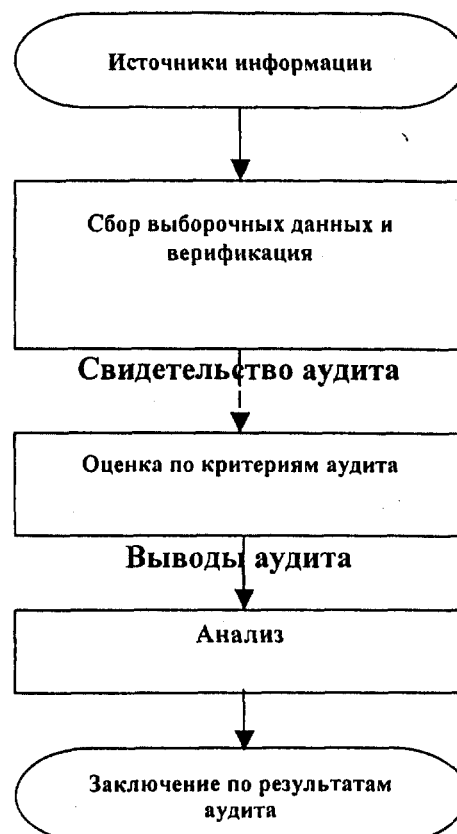 Источники информации
Сбор выборочных данных и
верификация
Свидетельство аудита
Оценка по критериям аудита
Выводы аудита
Анализ
Заключение по результатам
аудита